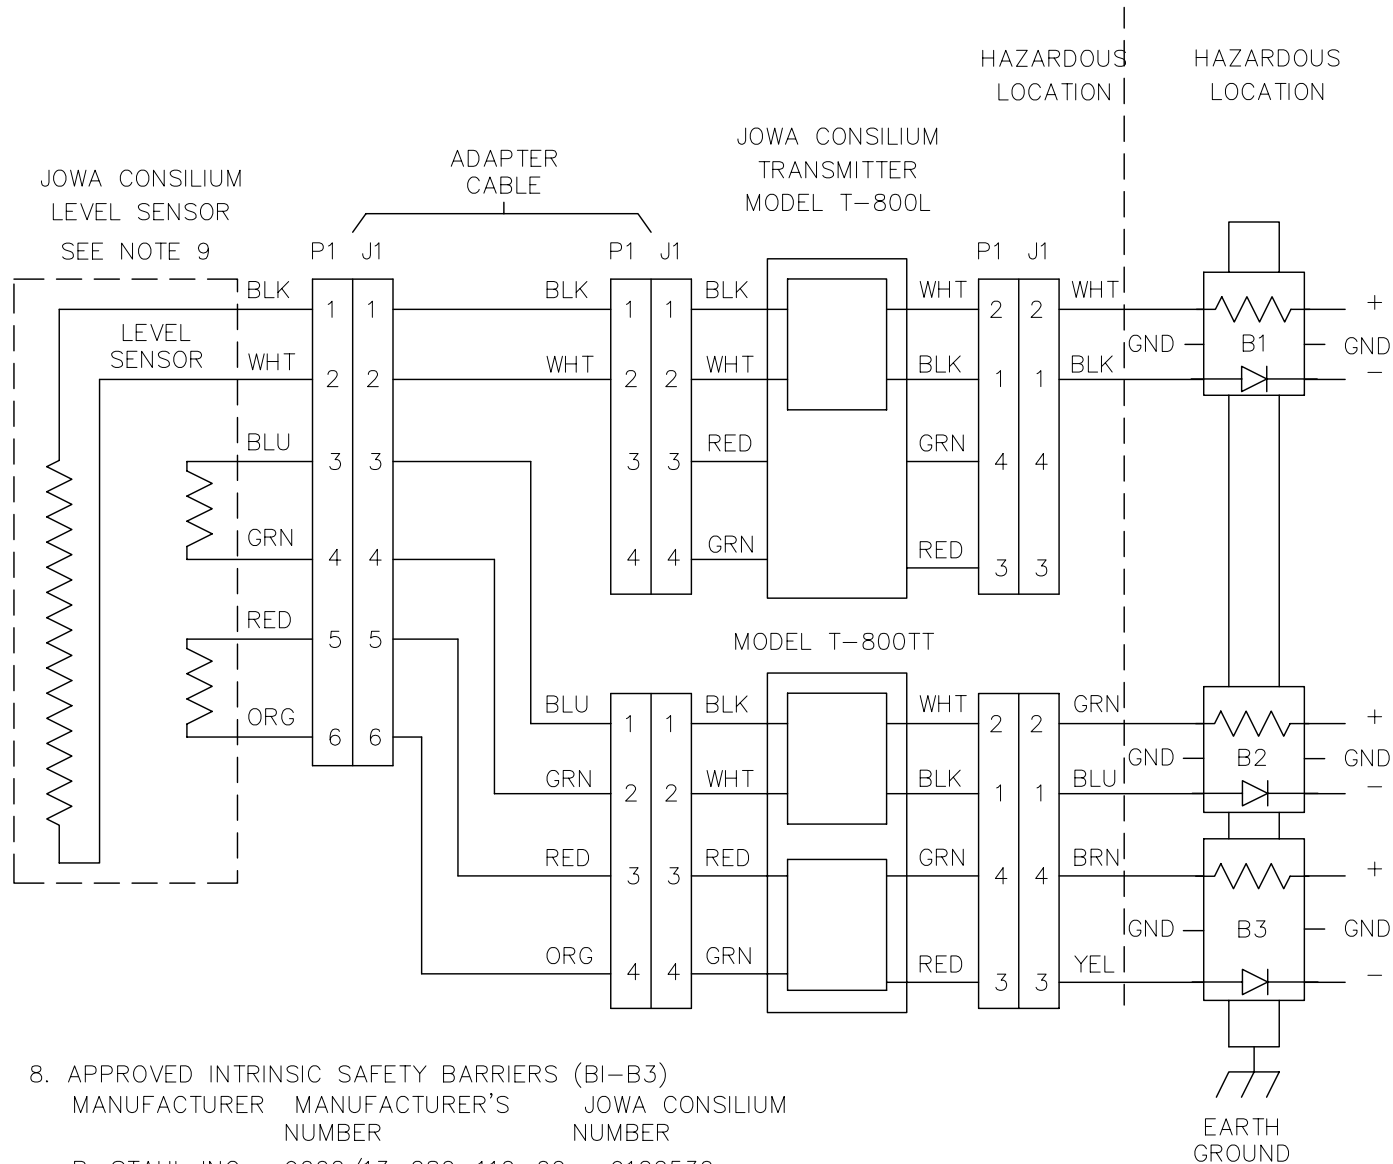 HAZARDOUS
LOCATION
HAZARDOUS
LOCATION
JOWA CONSILIUM
TRANSMITTER
MODEL T-800L
ADAPTER
CABLE
JOWA CONSILIUM
LEVEL SENSOR
SEE NOTE 9
P1 J1
P1 J1
P1 J1
BLK 1 1 BLK 1 1 BLK WHT 2 2 WHT +
LEVEL
SENSOR
GND B1 GND
WHT 2 2 WHT 2 2 WHT BLK 1 1 BLK -
BLU 3 3 3 3 RED GRN 4 4
GRN 4 4 4 4 GRN RED 3 3
RED 5 5
MODEL T-800TT
ORG 6 6 BLU 1 1 BLK WHT 2 2 GRN +
GND B2 GND
GRN 2 2 WHT BLK 1 1 BLU -
RED 3 3 RED GRN 4 4 BRN +
GND B3 GND
ORG 4 4 GRN RED 3 3 YEL -
8. APPROVED INTRINSIC SAFETY BARRIERS (BI-B3)
MANUFACTURER MANUFACTURER'S JOWA CONSILIUM
NUMBER NUMBER
EARTH
GROUND